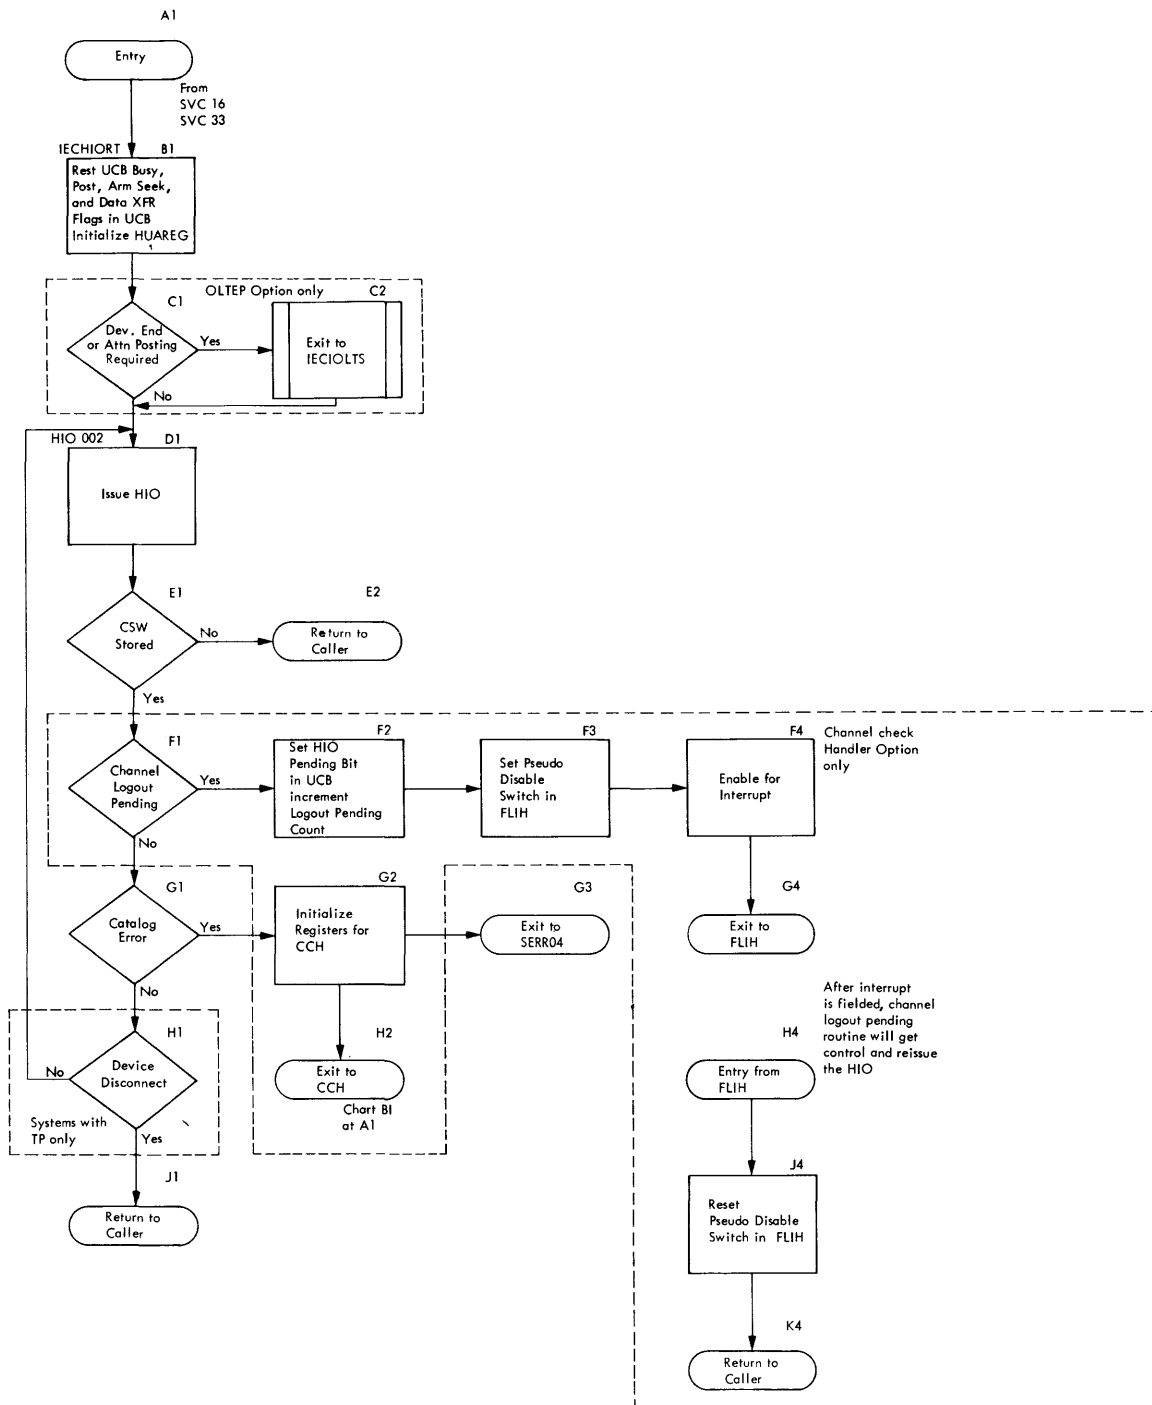 A1
Entry
From
SVC 16
SVC 33
IECHIORT
B1
Rest UCB Busy,
Post, Arm Seek,
and Data XFR
Flags in UCB
Initialize HUAREG
OLTEP Option only
C1
C2
Dev. End
or Attn Posting
Required
Yes
Exit to
IECIOLTS
No
HIO 002
D1
Issue HIO
E1
E2
CSW
Stored
No
Return to
Caller
Yes
F1
Channel
Logout
Pending
Yes
F2
Set HIO
Pending Bit
in UCB
increment
Logout Pending
Count
F3
Set Pseudo
Disable
Switch in
FLIH
F4
Enable for
Interrupt
Channel check
Handler Option
only
No
G1
Catalog
Error
Yes
G2
Initialize
Registers for
CCH
G3
Exit to
SERR04
G4
Exit to
FLIH
No
H1
Device
Disconnect
No
Systems with
TP only
Yes
H2
Exit to
CCH
Chart BI
at A1
After interrupt
is fielded, channel
logout pending
routine will get
control and reissue
the HIO
H4
Entry from
FLIH
J1
Return to
Caller
J4
Reset
Pseudo Disable
Switch in FLIH
K4
Return to
Caller